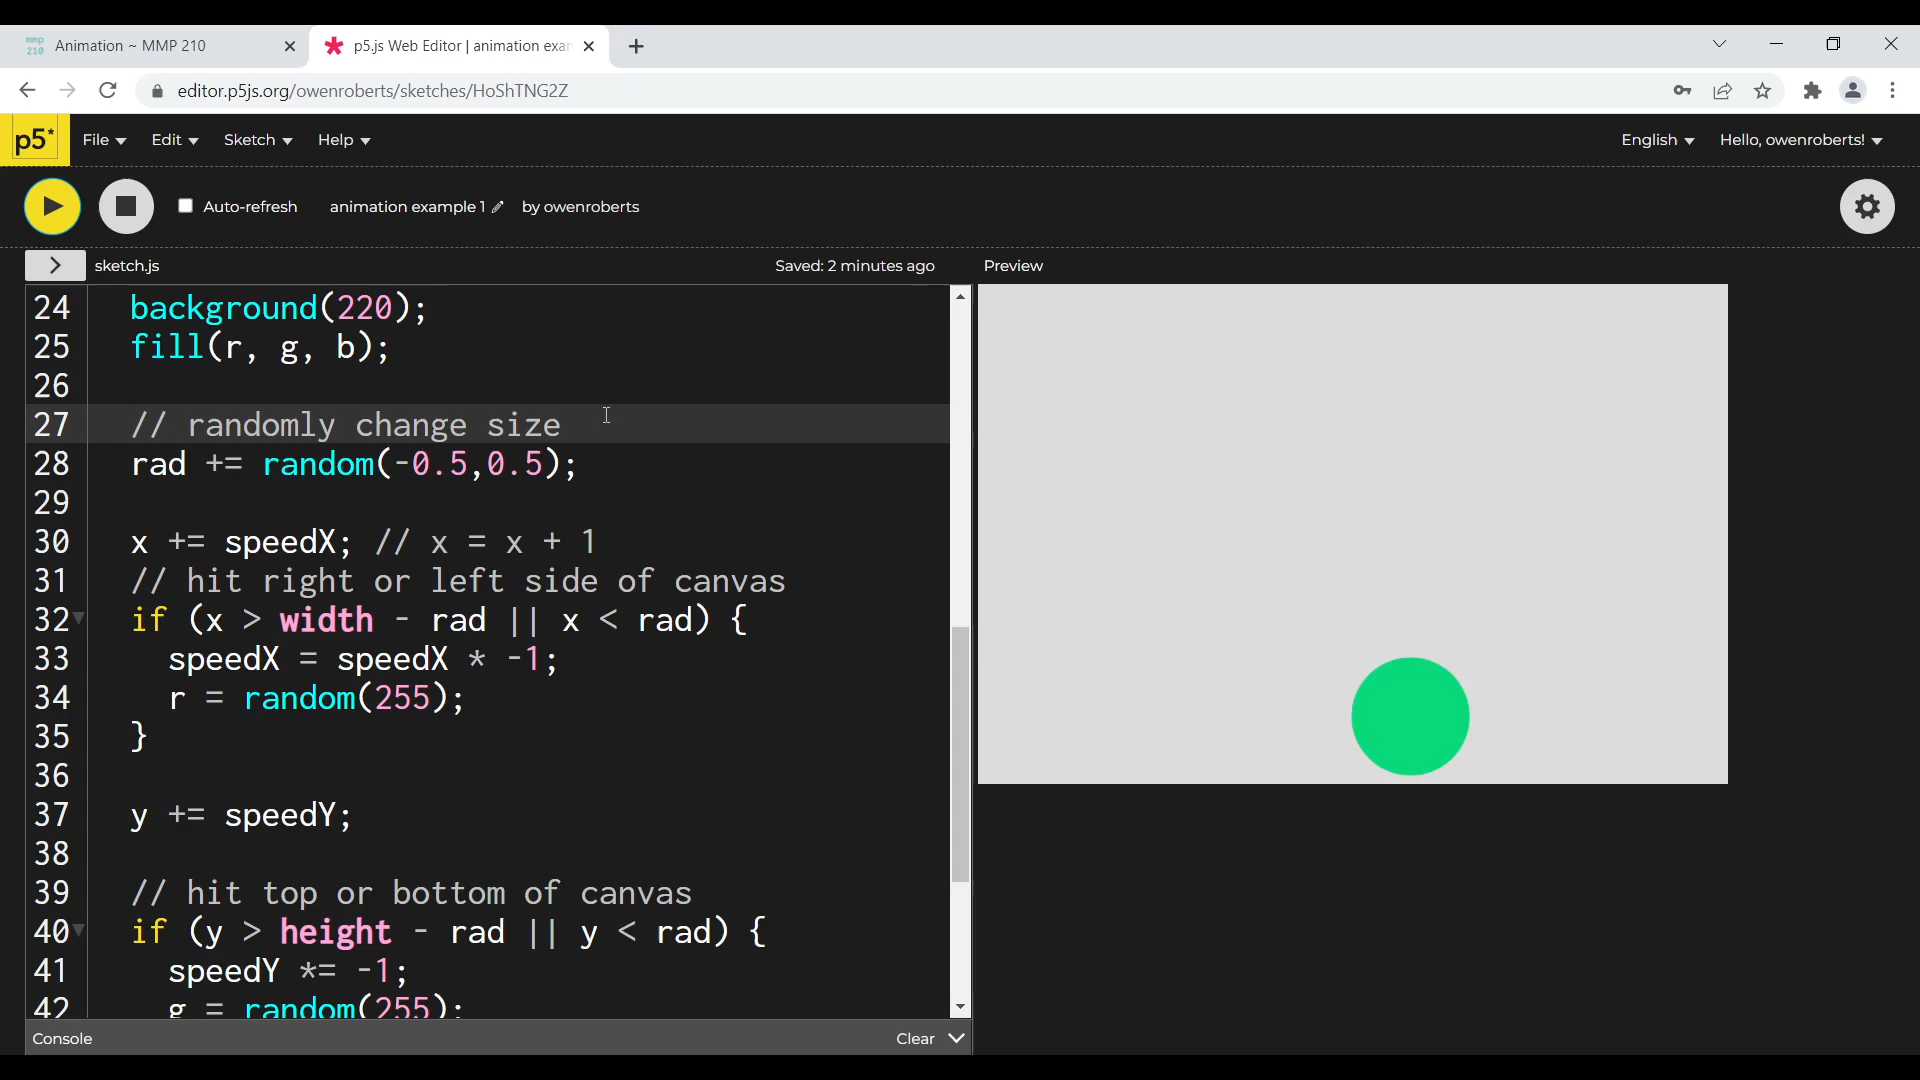 mmp
210
Animation ~ MMP 210
p5.js Web Editor | animation exa
editor.p5js.org/owenroberts/sketches/HoShTNG2Z
p5*
File
Edit
Sketch
Help
English
Hello, owenroberts!
Auto-refresh
animation example 1
by owenroberts
sketch.js
Saved: 2 minutes ago
Preview
24 background(220);
25 fill(r, g, b);
26
27 // randomly change size
28 rad += random(-0.5,0.5);
29
30 x += speedX; // x = x + 1
31 // hit right or left side of canvas
32 if (x > width - rad || x < rad) {
33 speedX = speedX * -1;
34 r = random(255);
35 }
36
37 y += speedY;
38
39 // hit top or bottom of canvas
40 if (y > height - rad || y < rad) {
41 speedY *= -1;
42 g = random(255);
Console
Clear